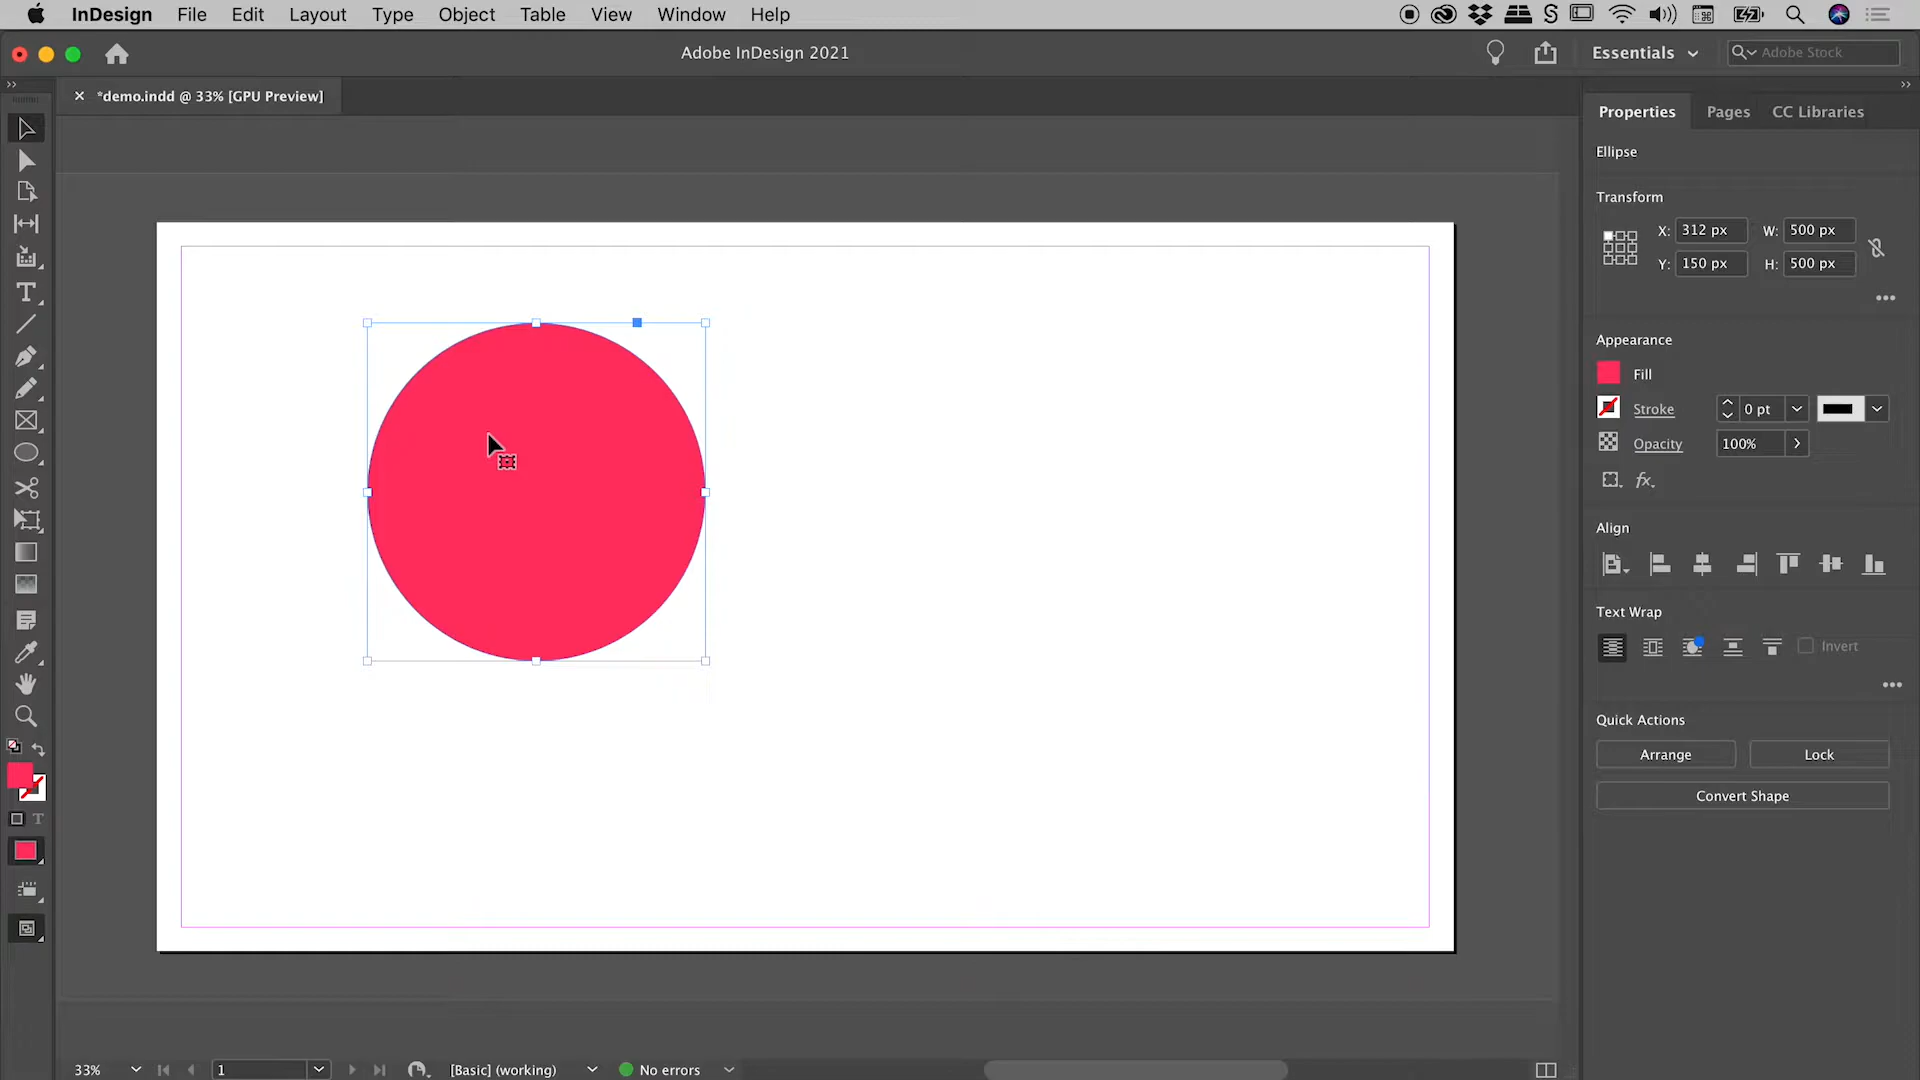 InDesign File Edit Layout Type Object Table View Window Help
Adobe InDesign 2021
Essentials
Adobe Stock
*demo.indd @ 33% [GPU Preview]
Properties Pages CC Libraries
Ellipse
Transform
X: 312 px W: 500 px
Y: 150 px H: 500 px
Appearance
Fill
Stroke 0 pt
Opacity 100%
fx.
Align
Text Wrap
Invert
Quick Actions
Arrange Lock
Convert Shape
33% 1 [Basic] (working) No errors